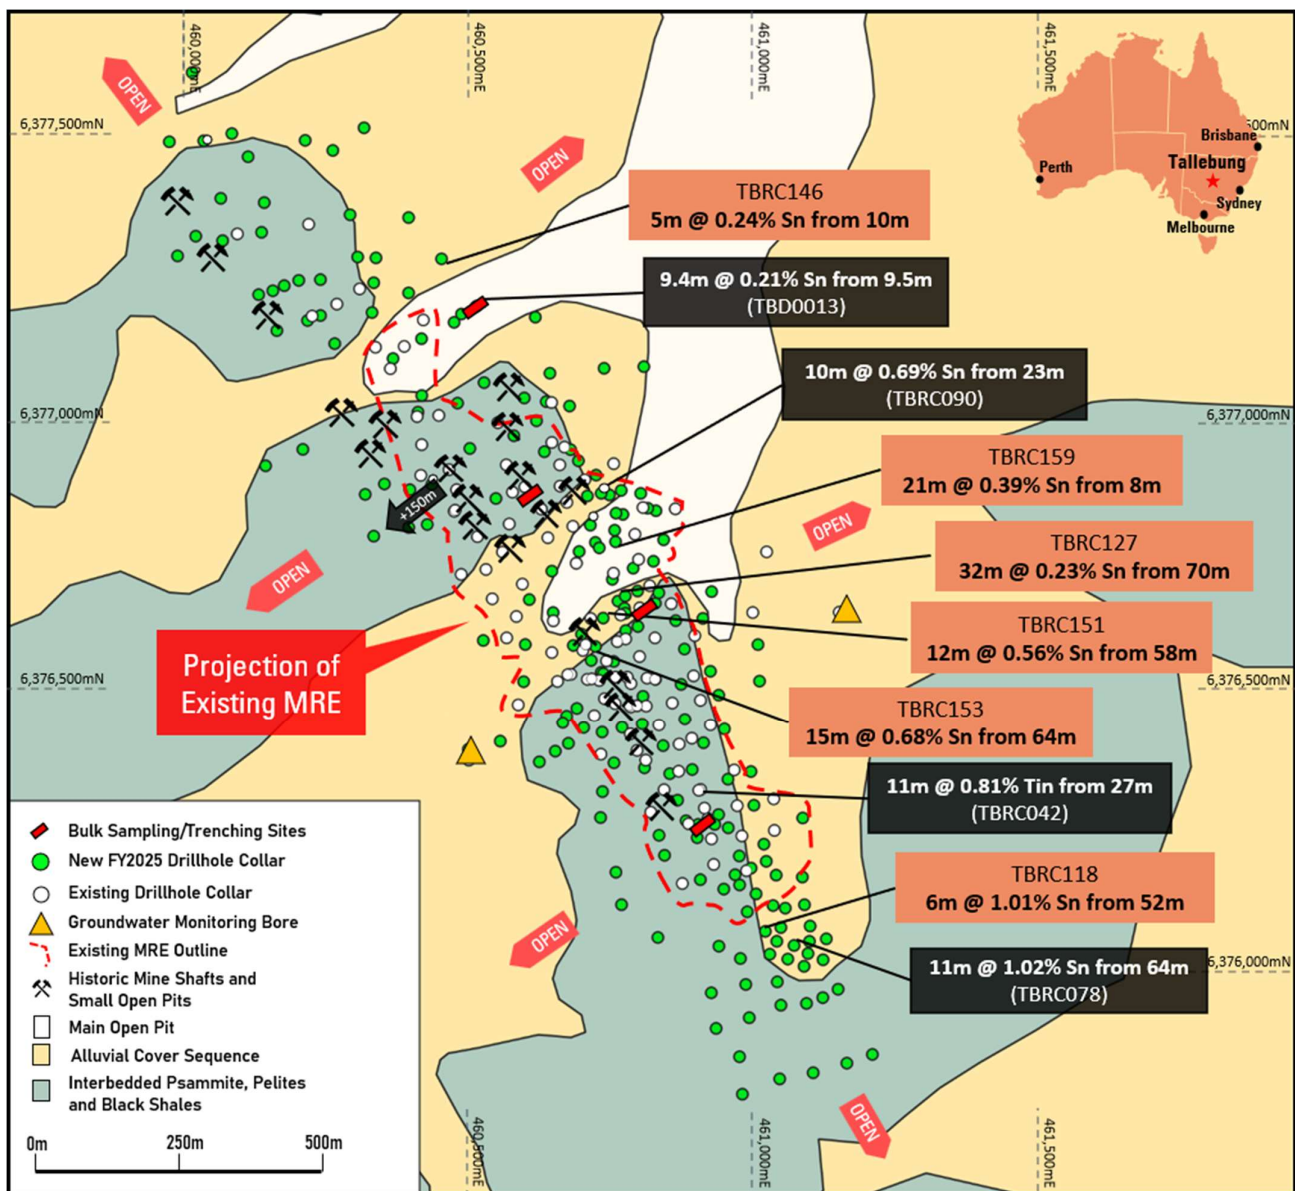 460,000mE
460,500mE
461,000mE
461,500mE
OPEN
6,377,500mN
500mN
OPEN
Brisbane
Perth
Tallebung
Sydney
Melbourne
TBRC146
5m @ 0.24% Sn from 10m
9.4m @ 0.21% Sn from 9.5m
(TBD0013)
10m @ 0.69% Sn from 23m
(TBRC090)
6,377,000mN
6,377,000mN
TBRC159
21m @ 0.39% Sn from 8m
+150m
OPEN
OPEN
TBRC127
32m @ 0.23% Sn from 70m
TBRC151
12m @ 0.56% Sn from 58m
Projection of
Existing MRE
6,376,500mN
6,376,500mN
TBRC153
15m @ 0.68% Sn from 64m
11m @ 0.81% Tin from 27m
(TBRC042)
TBRC118
6m @ 1.01% Sn from 52m
OPEN
11m @ 1.02% Sn from 64m
(TBRC078)
6,376,000mN
Bulk Sampling/Trenching Sites
New FY2025 Drillhole Collar
Existing Drillhole Collar
Groundwater Monitoring Bore
Existing MRE Outline
Historic Mine Shafts and
Small Open Pits
Main Open Pit
Alluvial Cover Sequence
Interbedded Psammite, Pelites
and Black Shales
0m
250m
500m
OPEN
460,500mE
461,000mE
461,500mE